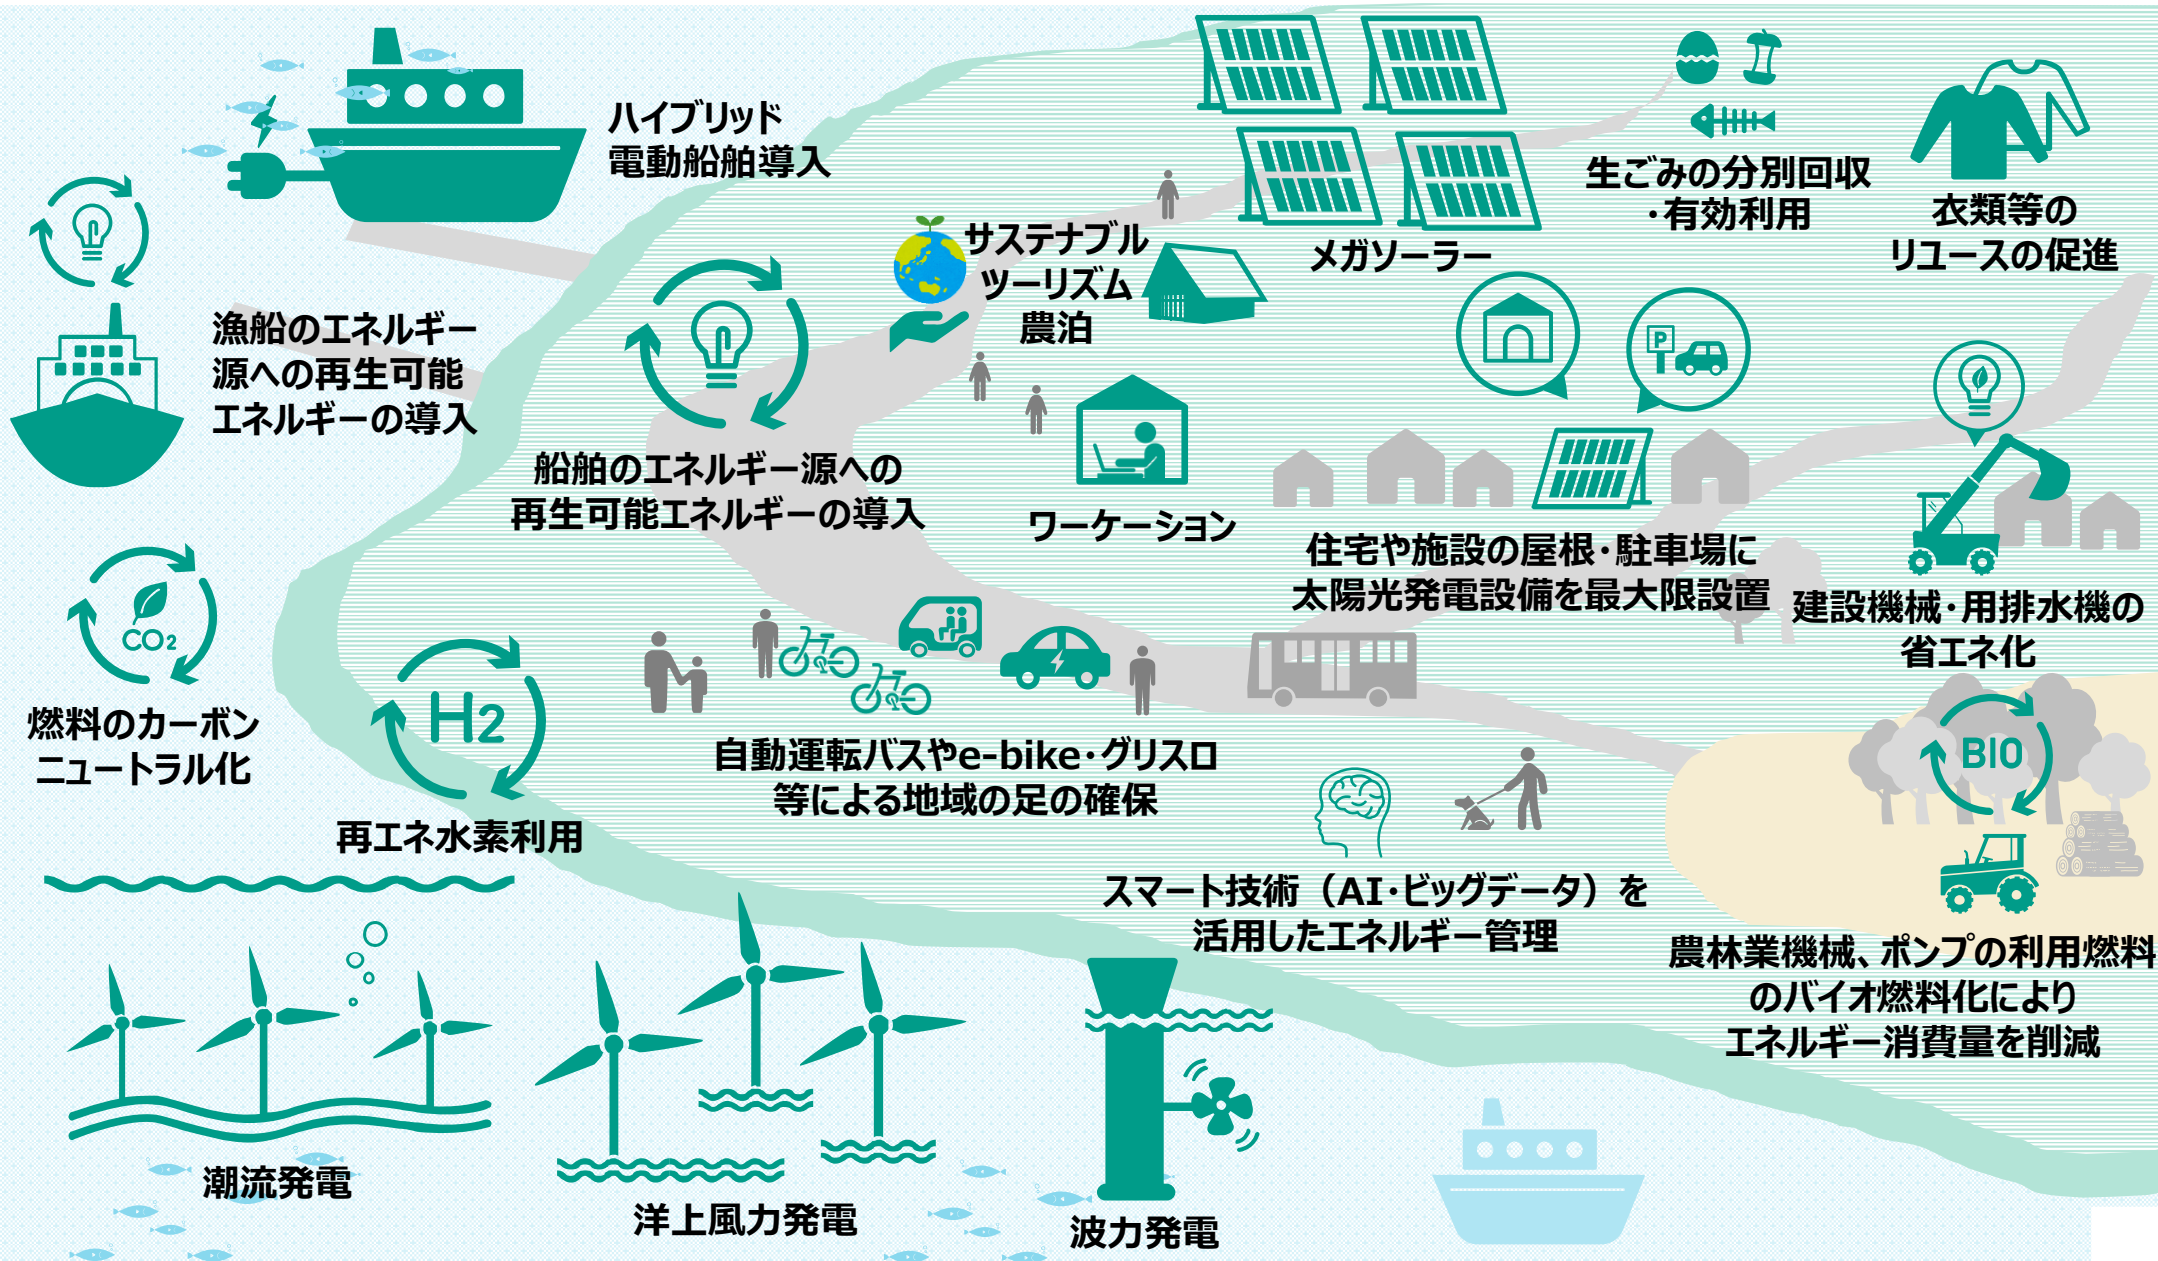 ハイブリッド
電動船舶導入
生ごみの分別回収
・有効利用
衣類等の
リユースの促進
サステナブル
ツーリズム
農泊
メガソーラー
漁船のエネルギー
源への再生可能
エネルギーの導入
P
船舶のエネルギー源への
再生可能エネルギーの導入
ワーケーション
住宅や施設の屋根・駐車場に
太陽光発電設備を最大限設置
建設機械・用排水機の
省エネ化
CO₂
燃料のカーボン
ニュートラル化
H2
再エネ水素利用
自動運転バスやe-bike・グリスロ
等による地域の足の確保
BIO
スマート技術（AI・ビッグデータ）を
活用したエネルギー管理
農林業機械、ポンプの利用燃料
のバイオ燃料化により
エネルギー消費量を削減
潮流発電
洋上風力発電
波力発電